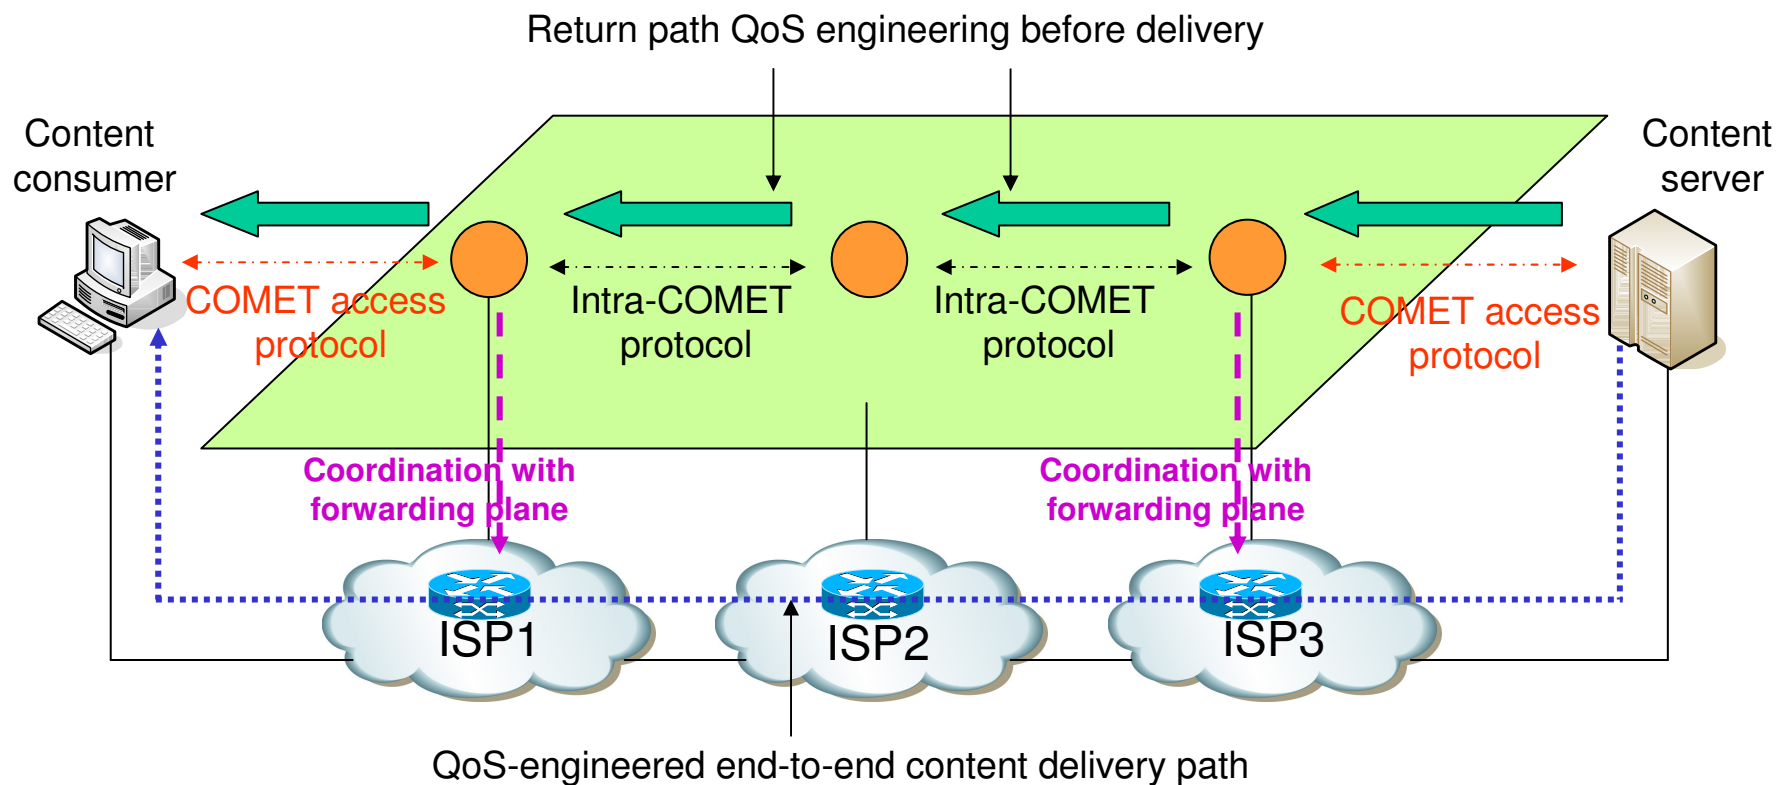 Return path QoS engineering before delivery
Content
consumer
Content
server
COMET access
protocol
Intra-COMET
protocol
Intra-COMET
protocol
COMET access
protocol
Coordination with
forwarding plane
Coordination with
forwarding plane
ISP1
ISP2
ISP3
QoS-engineered end-to-end content delivery path